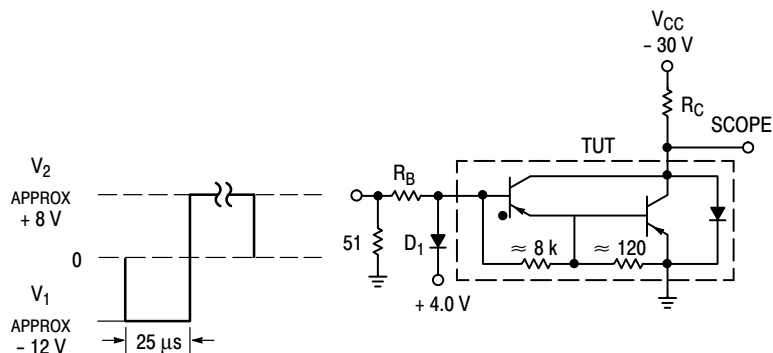 V2
APPROX
+ 8 V
0
V1
APPROX
– 12 V
25 μs
51
RB
D1
+ 4.0 V
TUT
≈ 8 k
≈ 120
VCC
– 30 V
RC
SCOPE